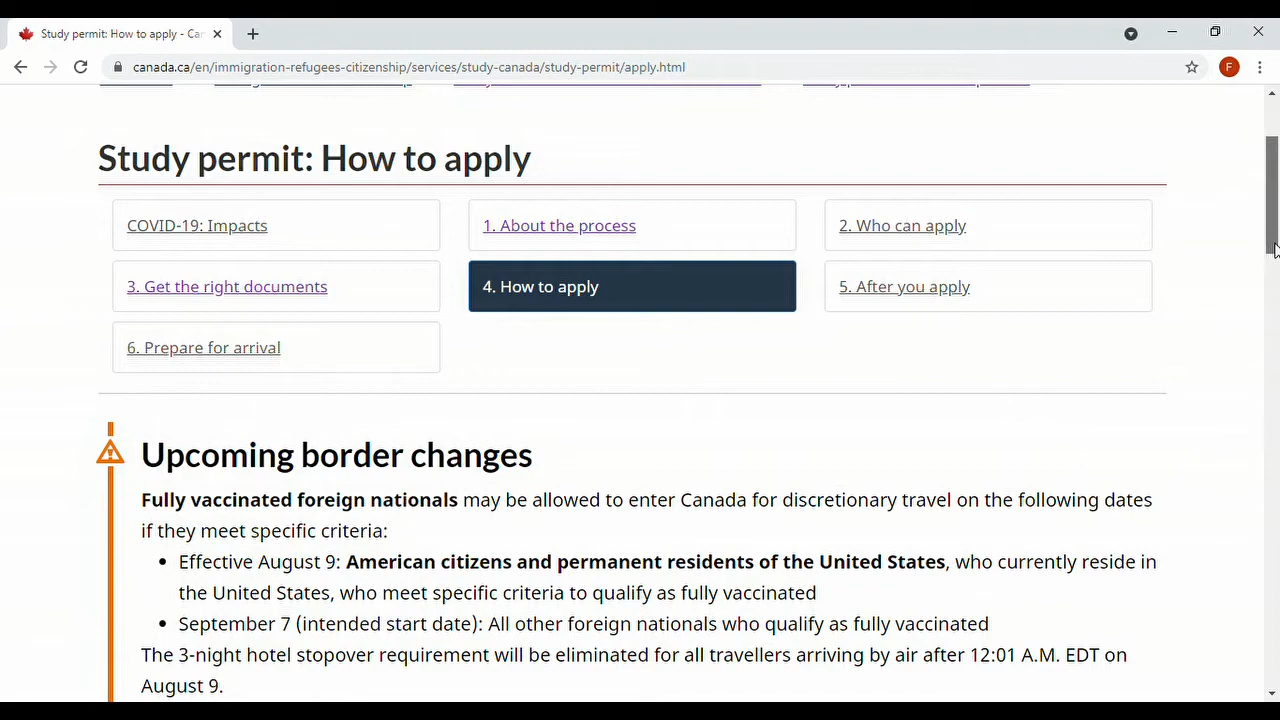 Study permit: How to apply - Ca
canada.ca/en/immigration-refugees-citizenship/services/study-canada/study-permit/apply.html
F
Study permit: How to apply
COVID-19: Impacts
1. About the process
2. Who can apply
3. Get the right documents
4. How to apply
5. After you apply
6. Prepare for arrival
Upcoming border changes
Fully vaccinated foreign nationals may be allowed to enter Canada for discretionary travel on the following dates
if they meet specific criteria:
• Effective August 9: American citizens and permanent residents of the United States, who currently reside in
the United States, who meet specific criteria to qualify as fully vaccinated
• September 7 (intended start date): All other foreign nationals who qualify as fully vaccinated
The 3-night hotel stopover requirement will be eliminated for all travellers arriving by air after 12:01 A.M. EDT on
August 9.